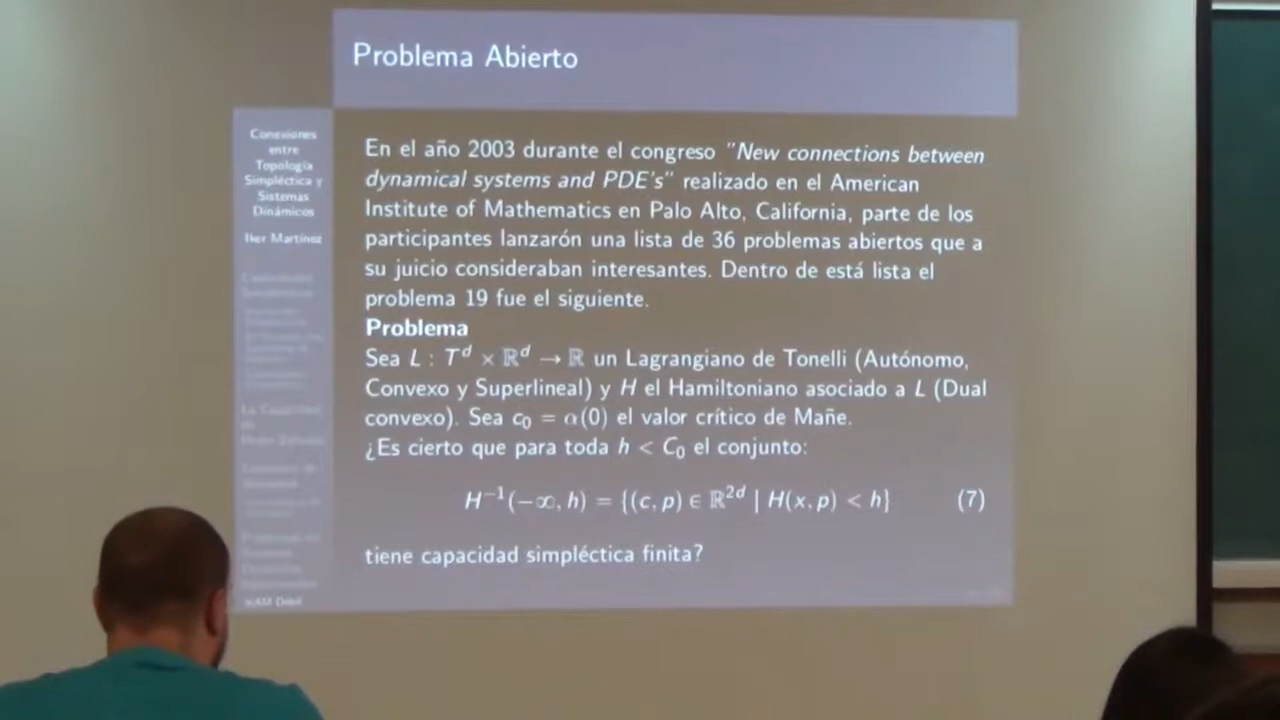 Problema Abierto
Conexiones
entre
Topología
Simpléctica y
Sistemas
Dinámicos
Iker Martínez
En el año 2003 durante el congreso "New connections between
dynamical systems and PDE's" realizado en el American
Institute of Mathematics en Palo Alto, California, parte de los
participantes lanzarón una lista de 36 problemas abiertos que a
su juicio consideraban interesantes. Dentro de está lista el
problema 19 fue el siguiente.
Problema
Sea L : T^d × ℝ^d → ℝ un Lagrangiano de Tonelli (Autónomo,
Convexo y Superlineal) y H el Hamiltoniano asociado a L (Dual
convexo). Sea c₀ = α(0) el valor crítico de Mañe.
¿Es cierto que para toda h < C₀ el conjunto:
H⁻¹(−∞, h) = {(c, p) ∈ ℝ^2d | H(x, p) < h} (7)
tiene capacidad simpléctica finita?